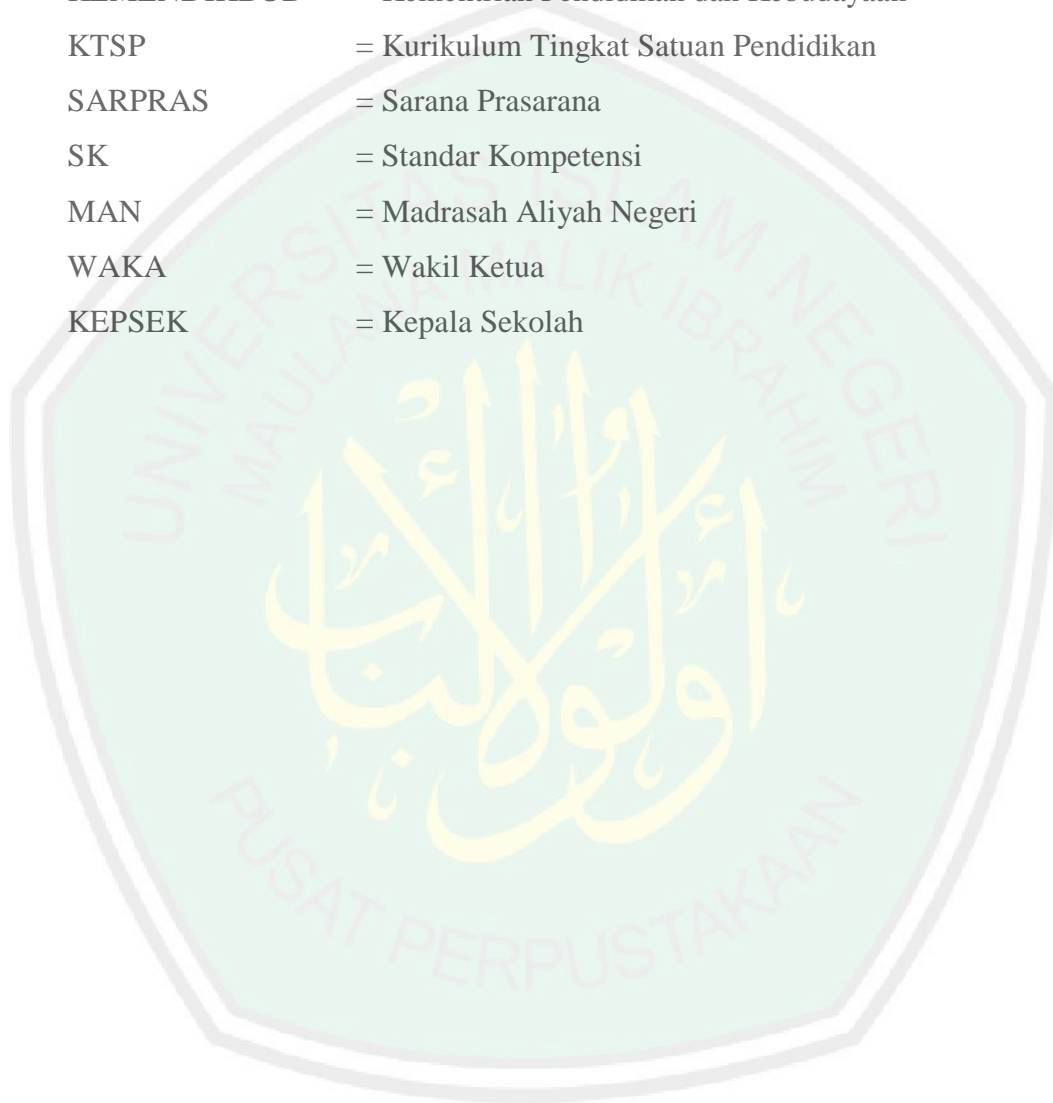 KTSP = Kurikulum Tingkat Satuan Pendidikan
SARPRAS = Sarana Prasarana
SK = Standar Kompetensi
MAN = Madrasah Aliyah Negeri
WAKA = Wakil Ketua
KEPSEK = Kepala Sekolah
UNIVERSITAS ISLAM NEGERI
MAULANA MALIK IBRAHIM
PUSAT PERPUSTAKAAN